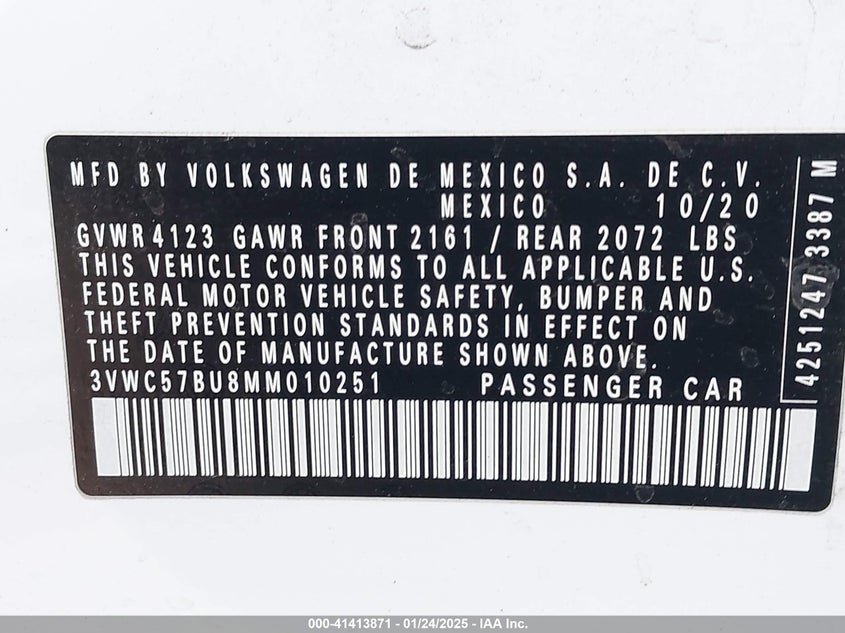 MFD BY VOLKSWAGEN DE MEXICO S.A. DE C.V.
MEXICO 10/20
GVWR 4123 GAWR FRONT 2161 / REAR 2072 LBS
THIS VEHICLE CONFORMS TO ALL APPLICABLE U.S.
FEDERAL MOTOR VEHICLE SAFETY, BUMPER AND
THEFT PREVENTION STANDARDS IN EFFECT ON
THE DATE OF MANUFACTURE SHOWN ABOVE.
3VWC57BU8MM010251 PASSENGER CAR
4251247 3387 M
000-41413871 - 01/24/2025 - IAA Inc.